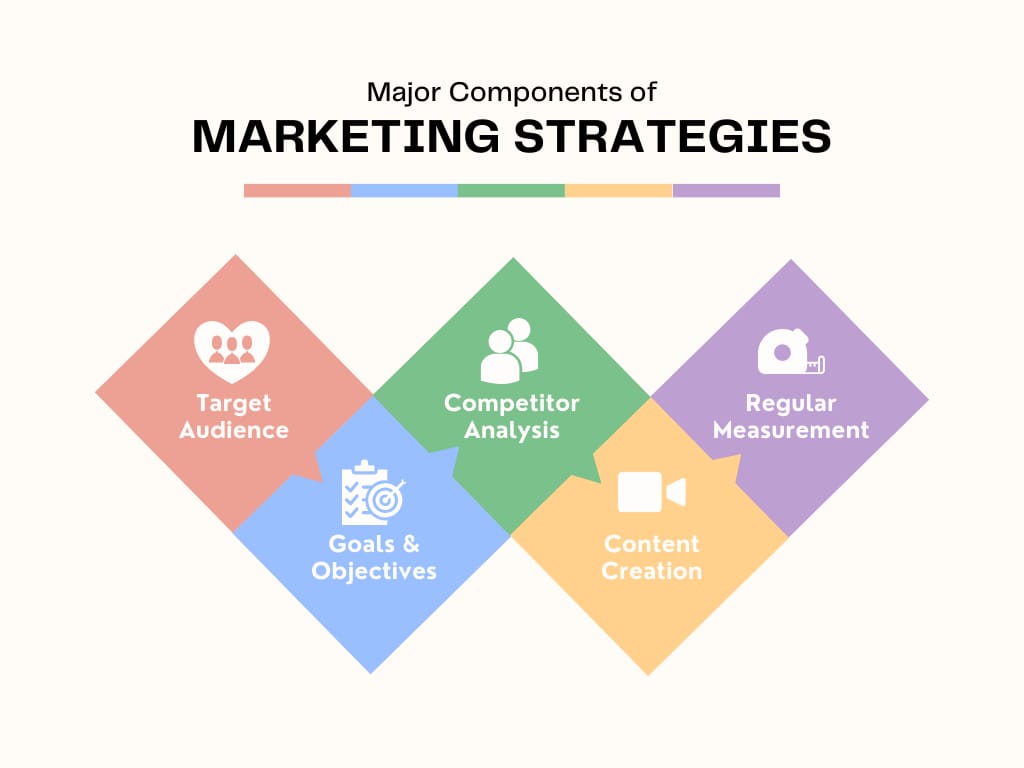 Major Components of
MARKETING STRATEGIES
Target
Audience
Goals &
Objectives
Competitor
Analysis
Content
Creation
Regular
Measurement